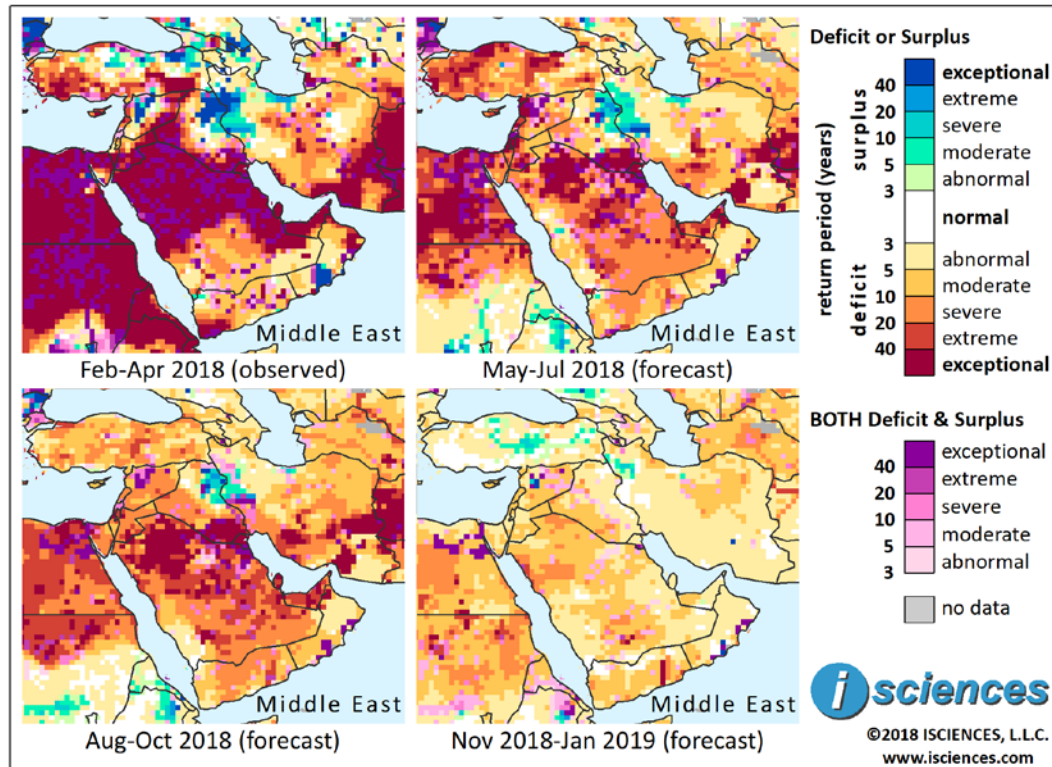 Middle East
Feb-Apr 2018 (observed)
Middle East
May-Jul 2018 (forecast)
Middle East
Aug-Oct 2018 (forecast)
Middle East
Nov 2018-Jan 2019 (forecast)
Deficit or Surplus
return period (years)
surplus
deficit
exceptional
40
extreme
20
severe
10
moderate
5
abnormal
3
normal
3
abnormal
5
moderate
10
severe
20
extreme
40
exceptional
BOTH Deficit & Surplus
exceptional
40
extreme
20
severe
10
moderate
5
abnormal
3
no data
i sciences
©2018 ISCIENCES, L.L.C.
www.isciences.com